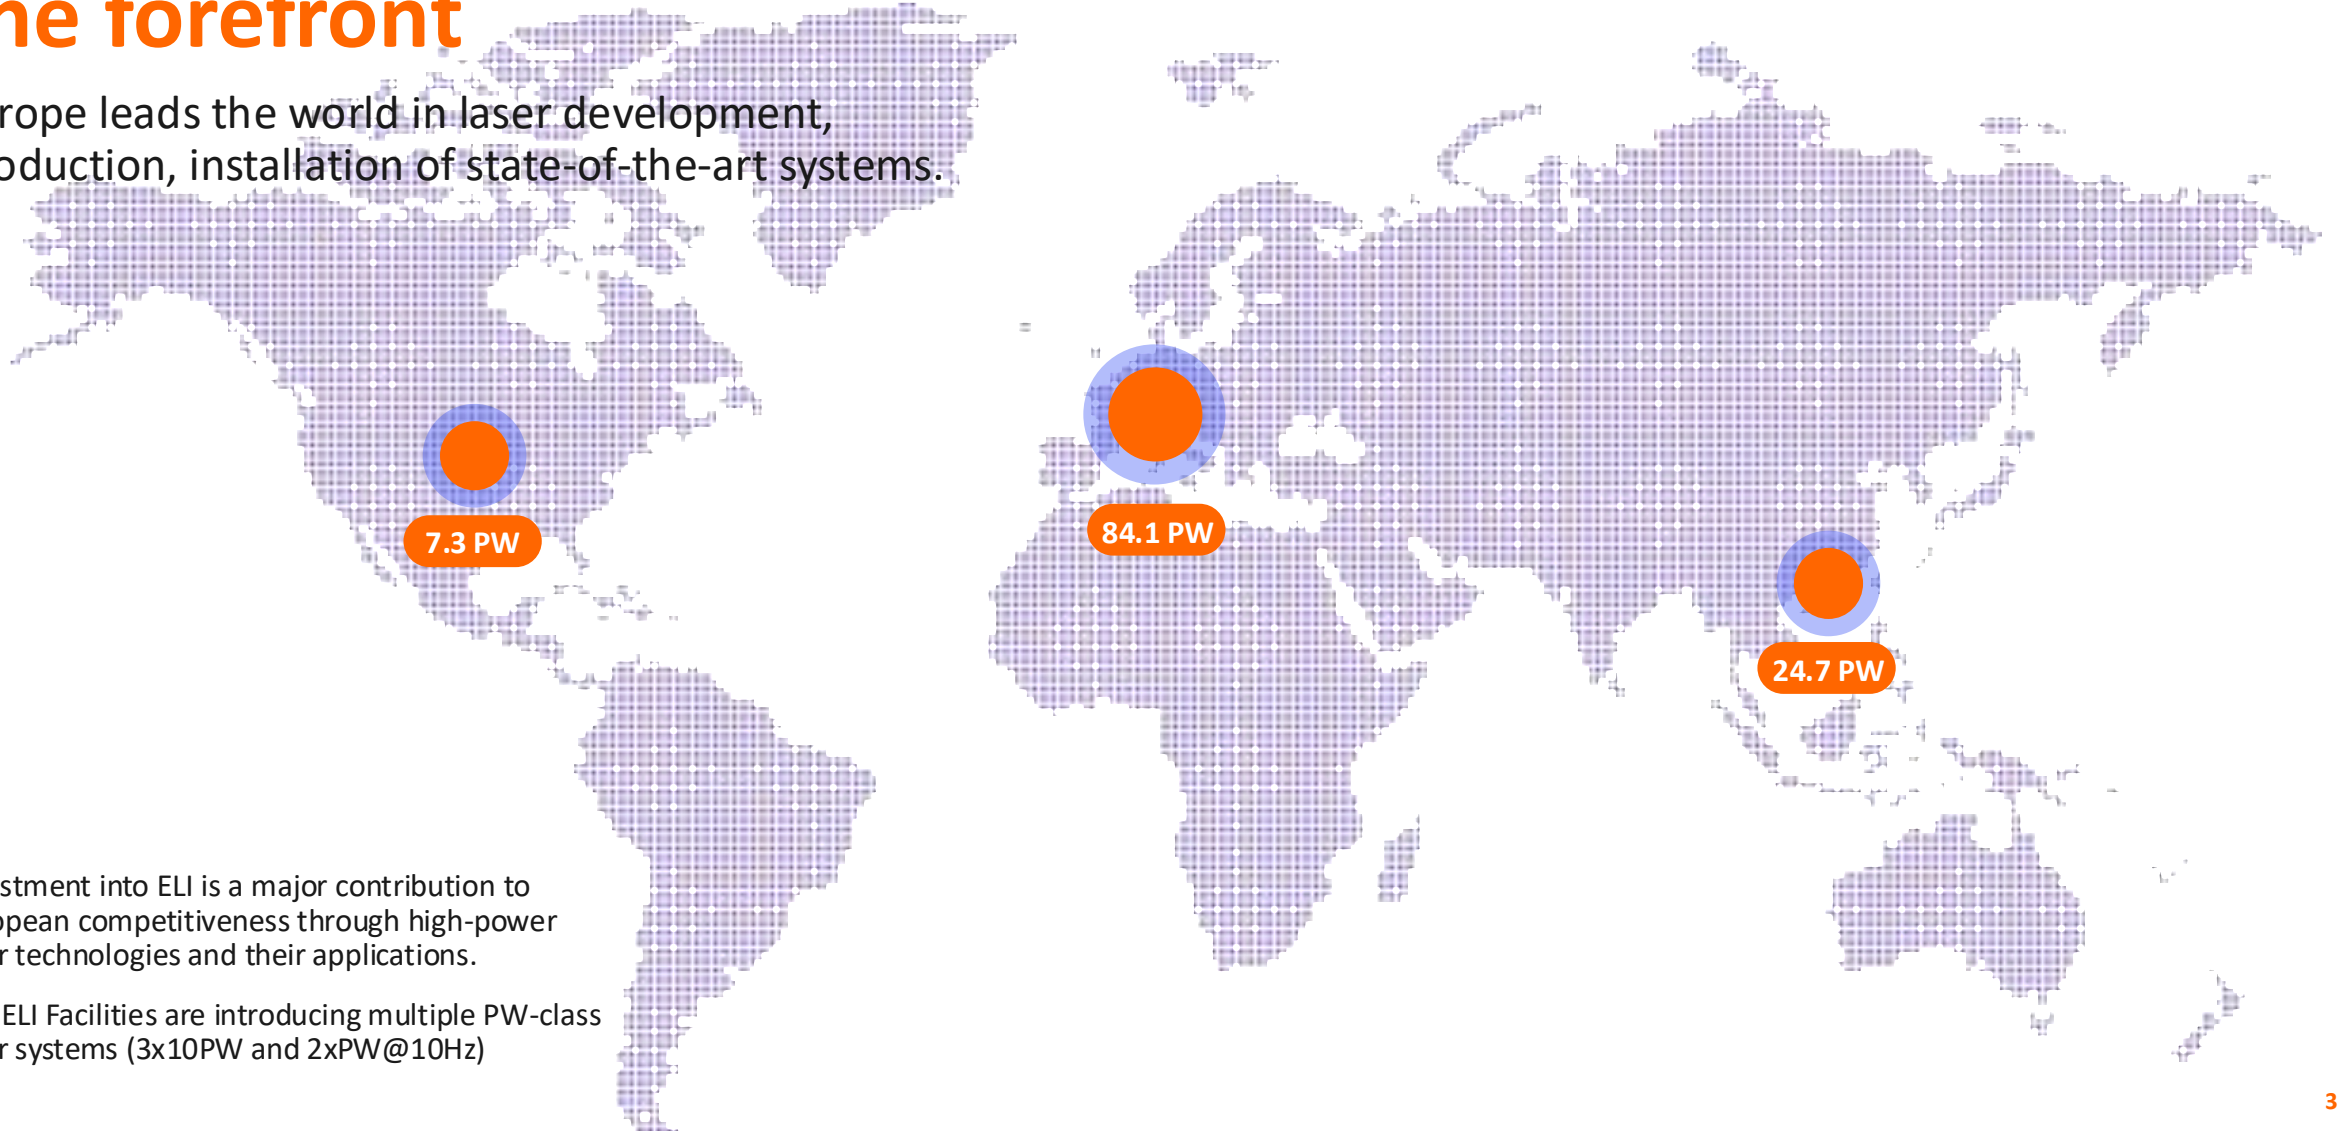 ne forefront
rope leads the world in laser development,
oduction, installation of state-of-the-art systems.
7.3 PW
84.1 PW
24.7 PW
estment into ELI is a major contribution to
opean competitiveness through high-power
r technologies and their applications.
ELI Facilities are introducing multiple PW-class
r systems (3x10PW and 2xPW@10Hz)
3